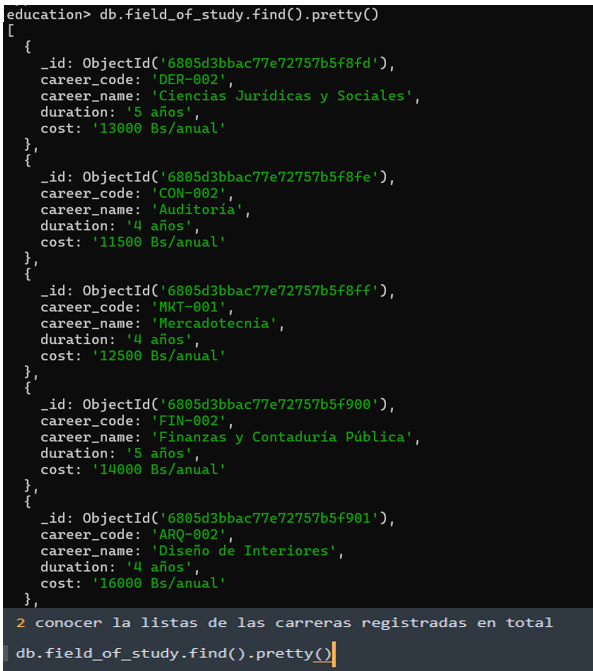 education> db.field_of_study.find().pretty()
[
  {
    _id: ObjectId('6805d3bbac77e72757b5f8fd'),
    career_code: 'DER-002',
    career_name: 'Ciencias Jurídicas y Sociales',
    duration: '5 años',
    cost: '13000 Bs/anual'
  },
  {
    _id: ObjectId('6805d3bbac77e72757b5f8fe'),
    career_code: 'CON-002',
    career_name: 'Auditoría',
    duration: '4 años',
    cost: '11500 Bs/anual'
  },
  {
    _id: ObjectId('6805d3bbac77e72757b5f8ff'),
    career_code: 'MKT-001',
    career_name: 'Mercadotecnia',
    duration: '4 años',
    cost: '12500 Bs/anual'
  },
  {
    _id: ObjectId('6805d3bbac77e72757b5f900'),
    career_code: 'FIN-002',
    career_name: 'Finanzas y Contaduría Pública',
    duration: '5 años',
    cost: '14000 Bs/anual'
  },
  {
    _id: ObjectId('6805d3bbac77e72757b5f901'),
    career_code: 'ARQ-002',
    career_name: 'Diseño de Interiores',
    duration: '4 años',
    cost: '16000 Bs/anual'
  },
2 conocer la listas de las carreras registradas en total
db.field_of_study.find().pretty()